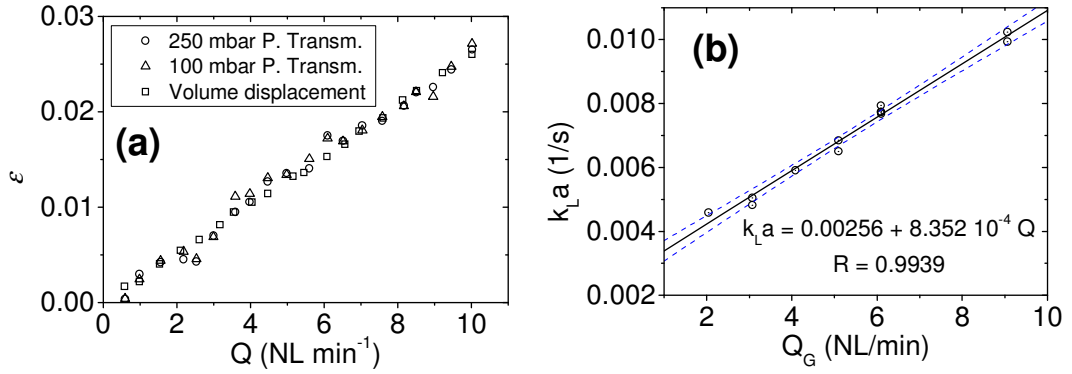 0.03
0.02
0.01
0.00
ε
0 2 4 6 8 10
Q (NL min⁻¹)
250 mbar P. Transm.
100 mbar P. Transm.
Volume displacement
(a)
0.010
0.008
0.006
0.004
0.002
k_La (1/s)
2 4 6 8 10
Q_G (NL/min)
(b)
k_La = 0.00256 + 8.352 10⁻⁴ Q
R = 0.9939